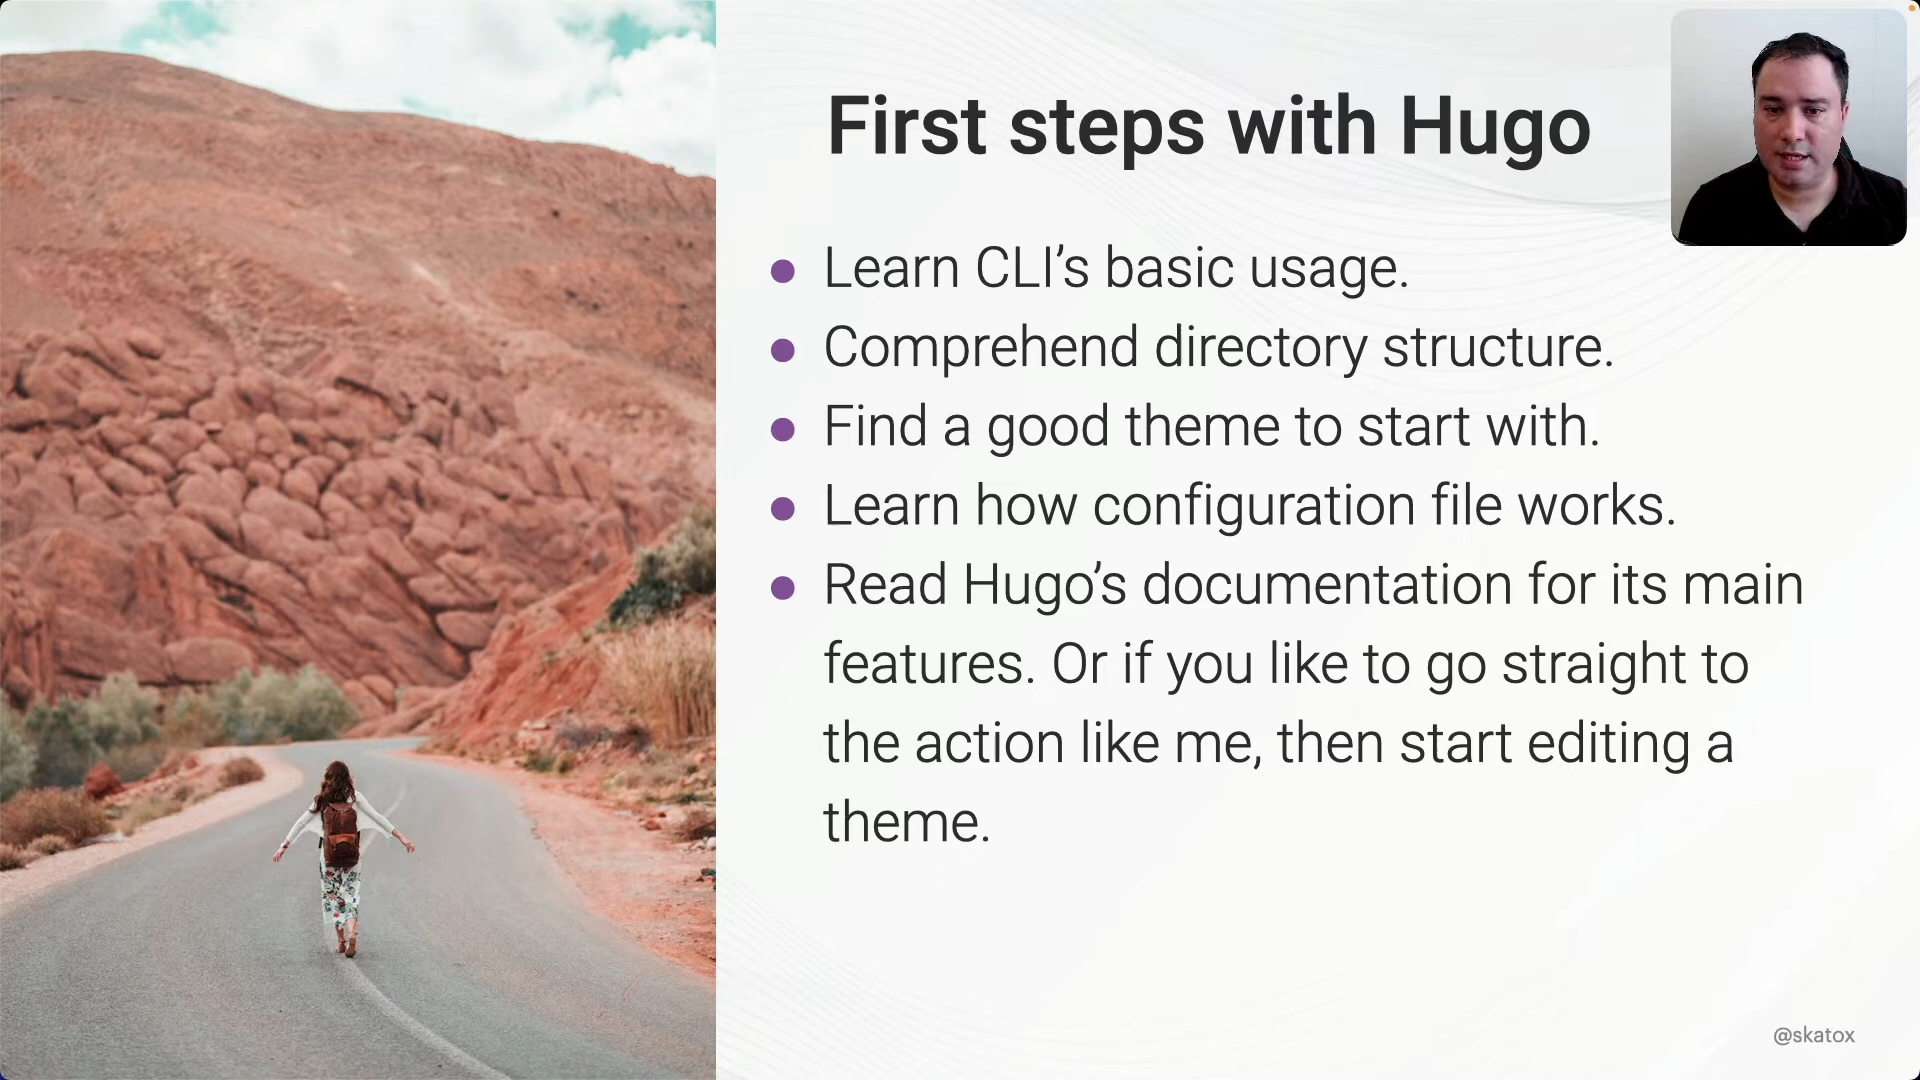 First steps with Hugo
● Learn CLI’s basic usage.
● Comprehend directory structure.
● Find a good theme to start with.
● Learn how configuration file works.
● Read Hugo’s documentation for its main
features. Or if you like to go straight to
the action like me, then start editing a
theme.
@skatox